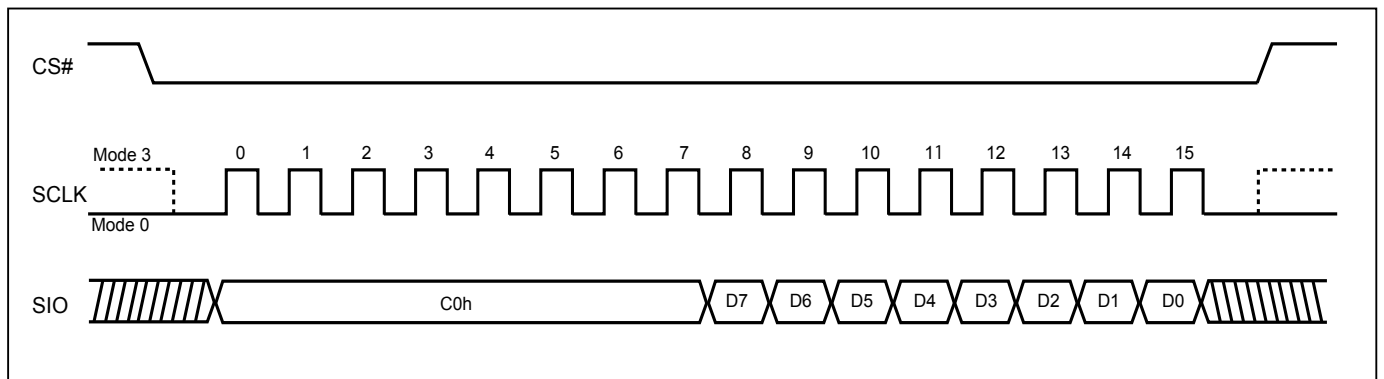 CS#
Mode 3
0 1 2 3 4 5 6 7 8 9 10 11 12 13 14 15
SCLK
Mode 0
SIO
C0h D7 D6 D5 D4 D3 D2 D1 D0